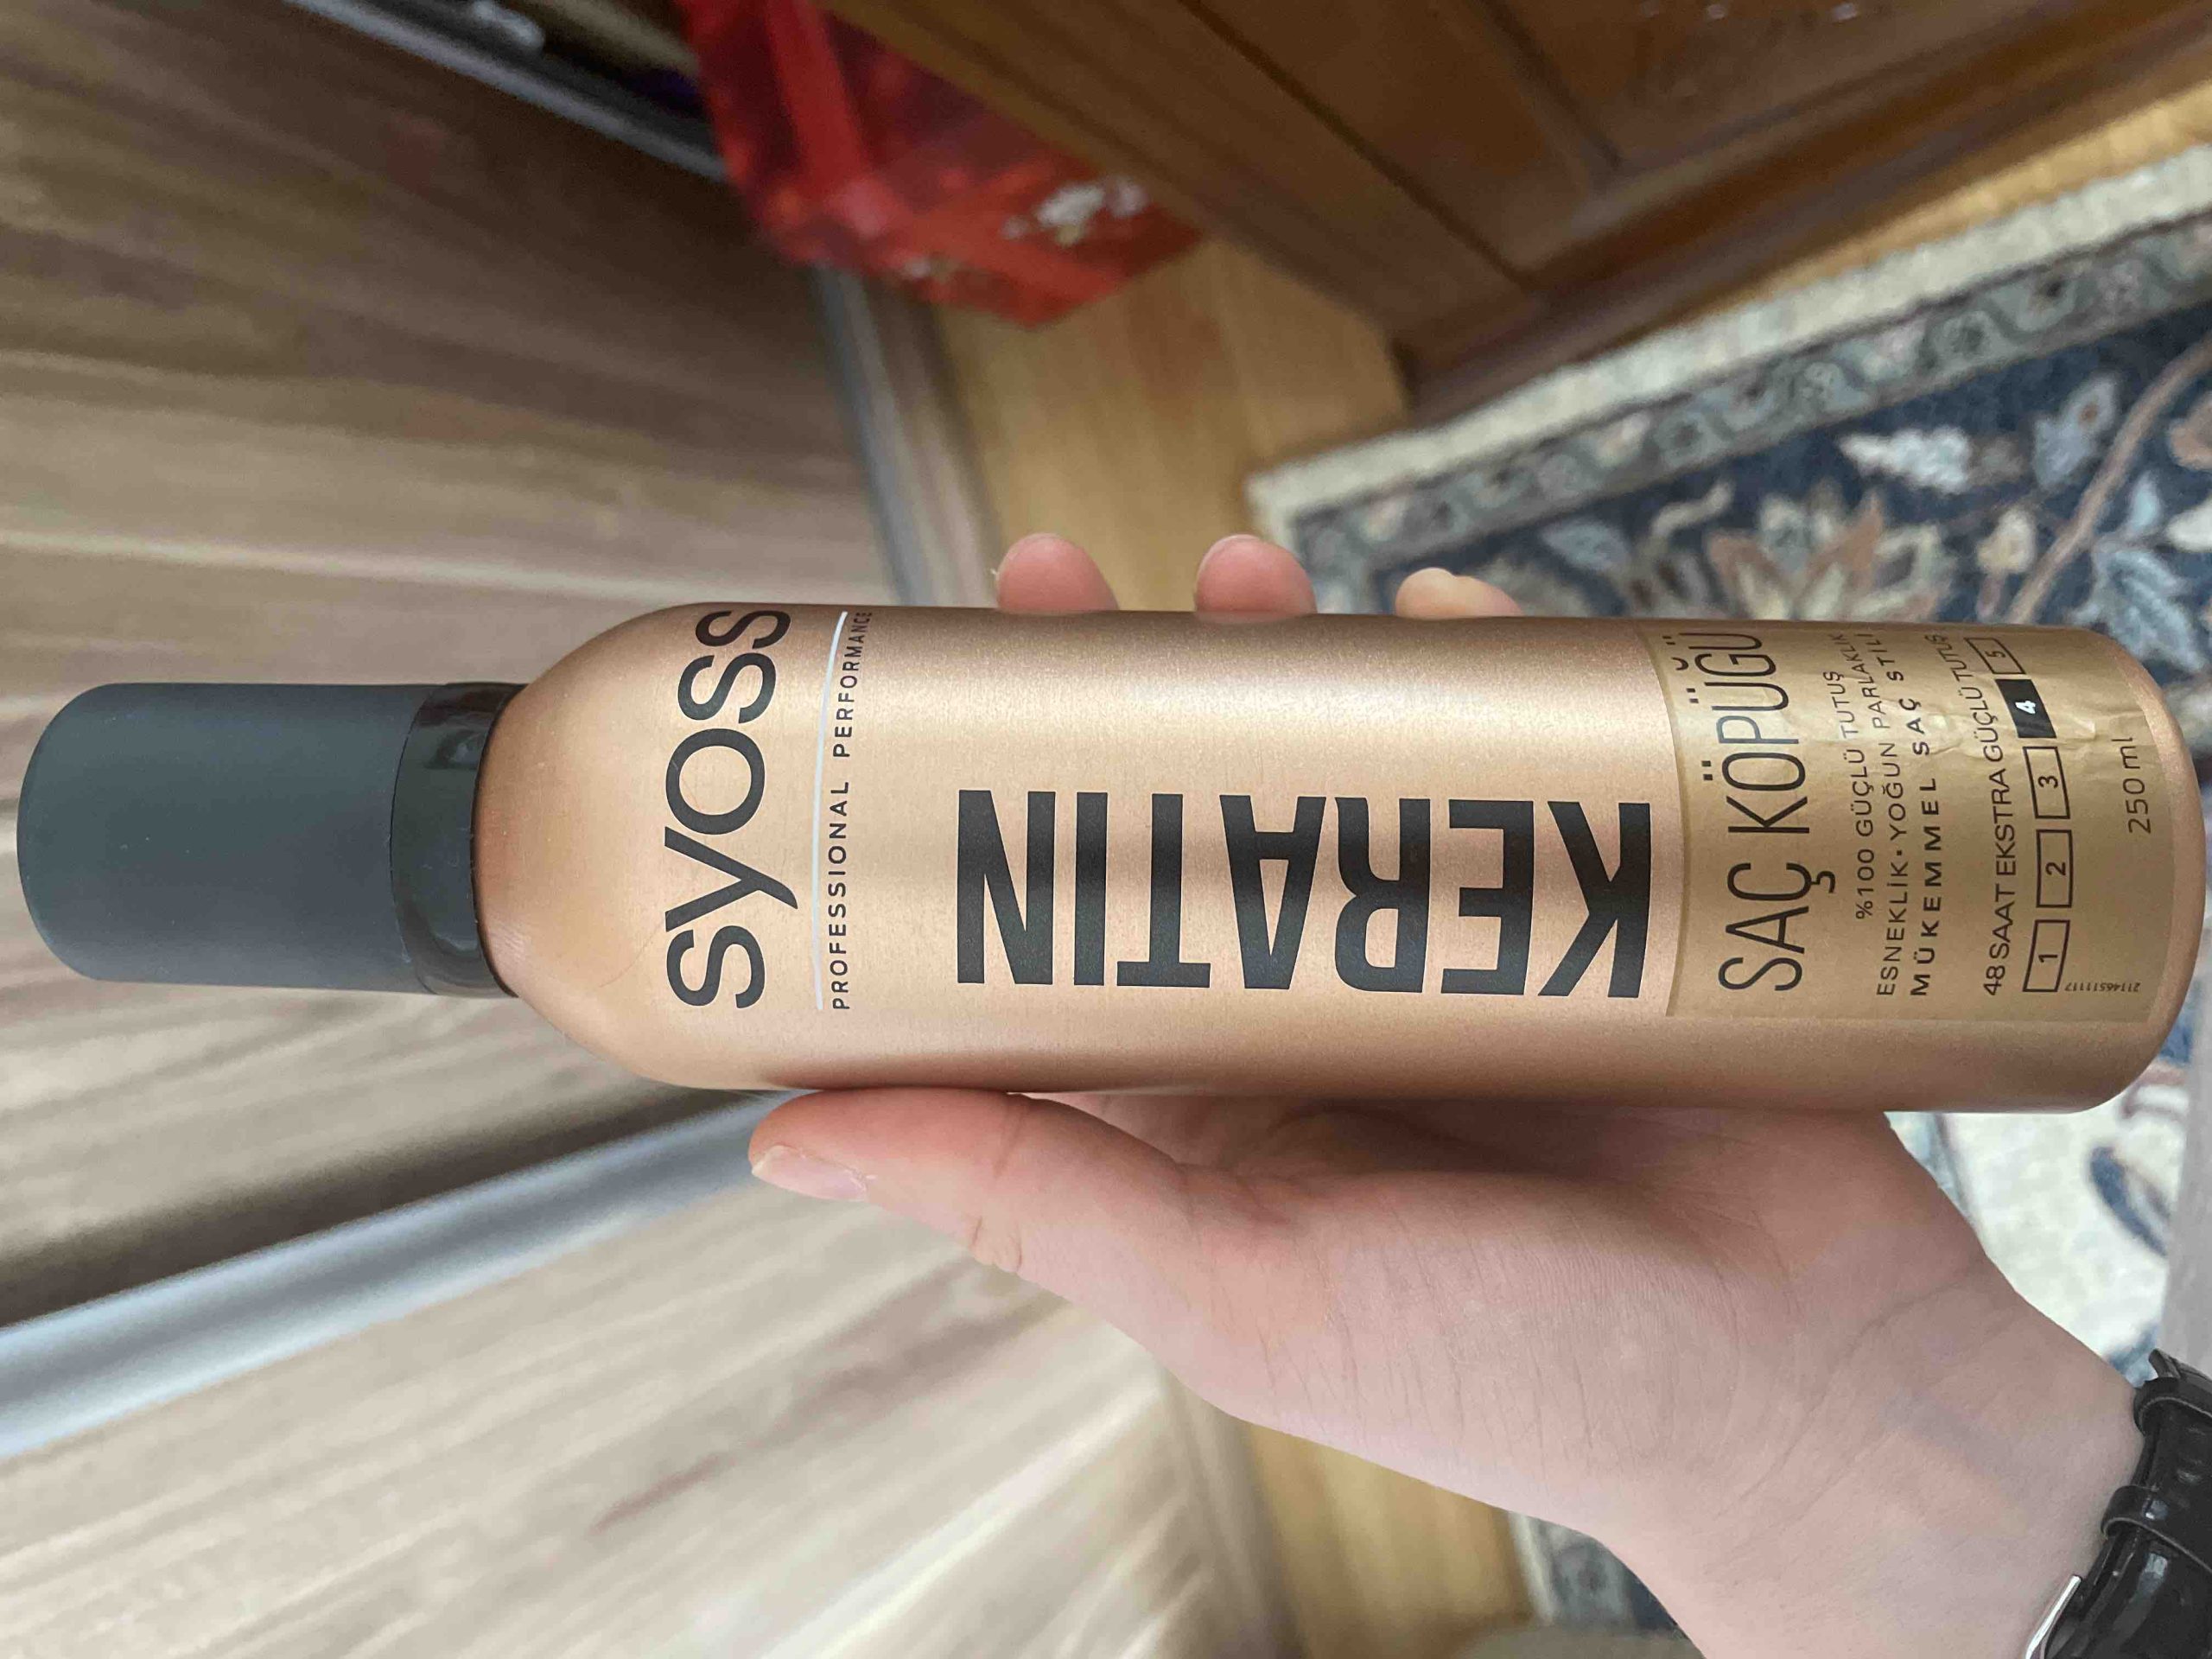 syoss
PROFESSIONAL PERFORMANCE
KERATIN
SAÇ KÖPÜĞÜ
%100 GÜÇLÜ TUTUŞ
ESNEKLİK • YOĞUN PARLAKLIK
MÜKEMMEL SAÇ STİLİ
48 SAAT EKSTRA GÜÇLÜ TUTUŞ
1 2 3 4 5
250 ml